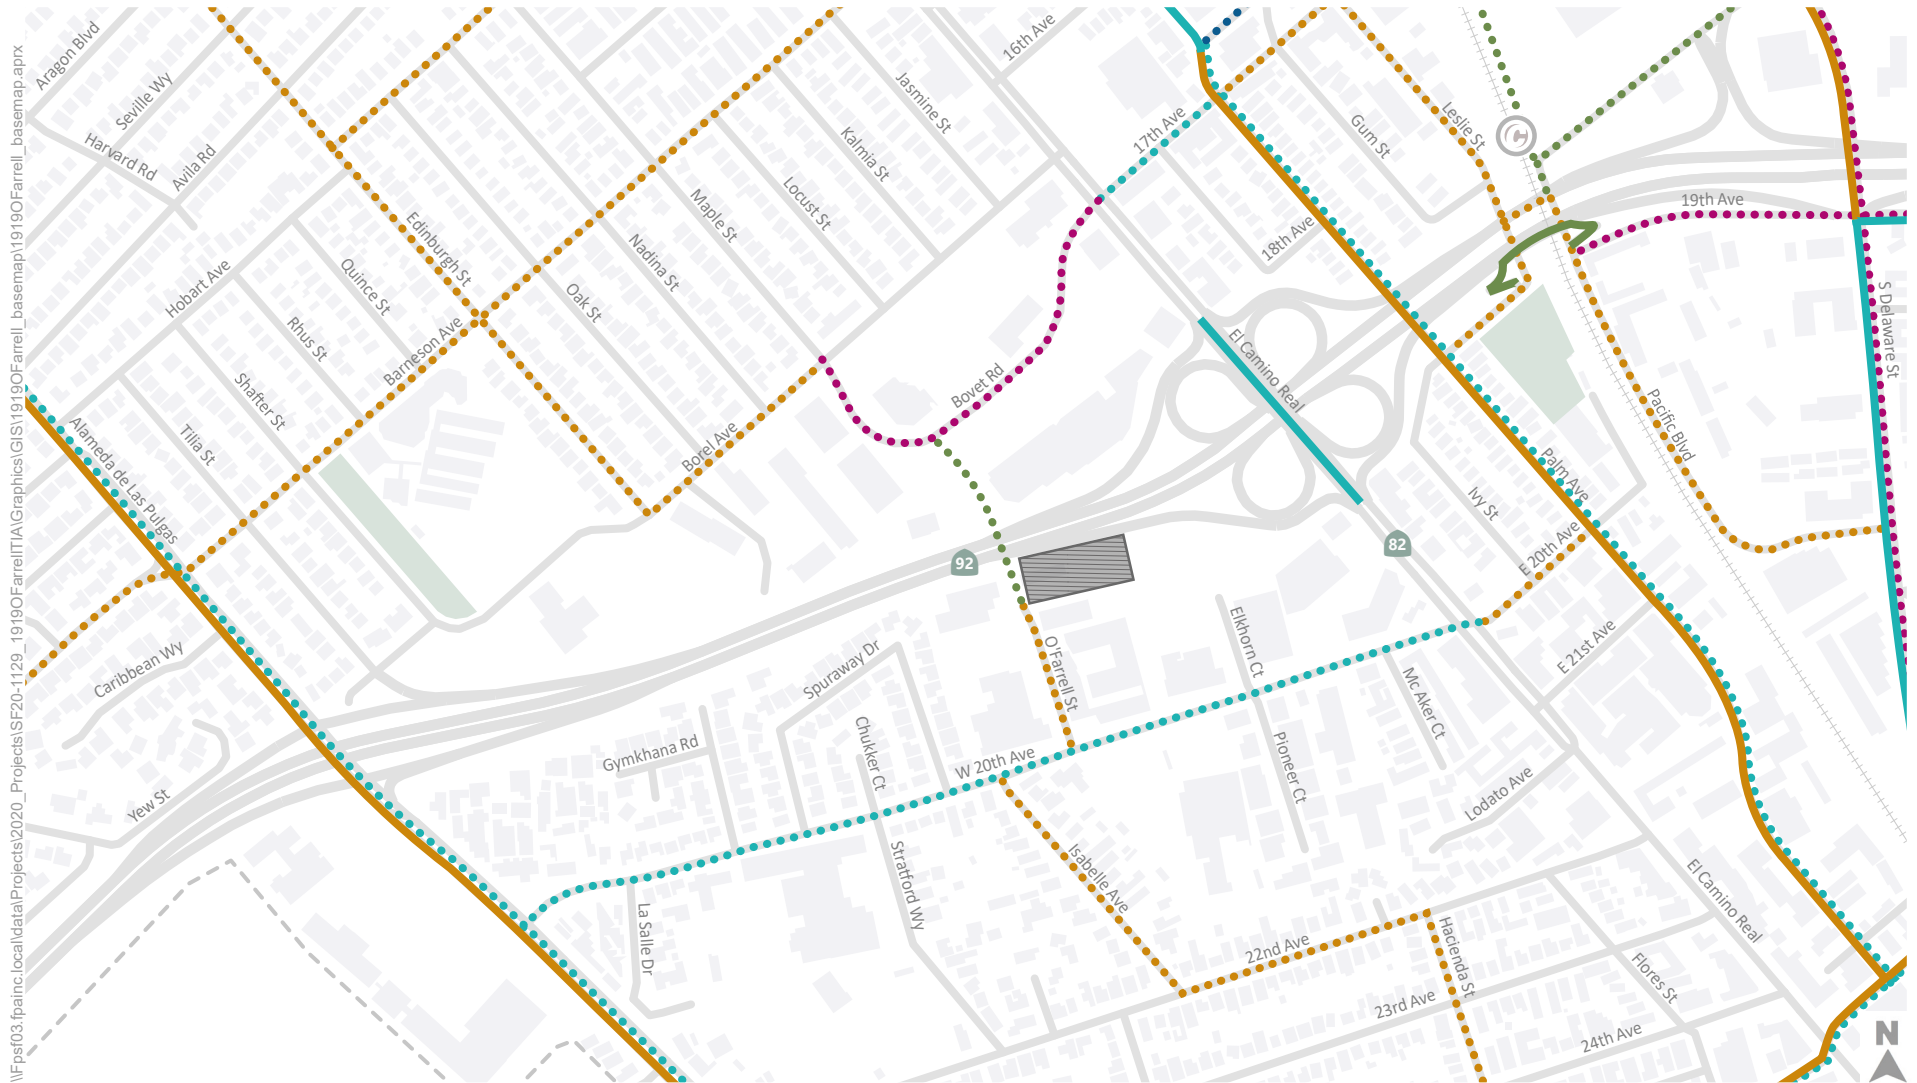 \\Fpsf03.fpainc.local\data\Projects\2020_Projects\SF20-1129_1919OFarrellTIA\Graphics\GIS\1919OFarrell_basemap\1919OFarrell_basemap.aprx
Aragon Blvd
Seville Wy
Harvard Rd
Avila Rd
16th Ave
Jasmine St
Kalmia St
17th Ave
Gum St
Leslie St
Locust St
Maple St
19th Ave
18th Ave
Edinburgh St
Nadina St
Hobart Ave
Quince St
Oak St
Rhus St
Barneson Ave
S Delaware St
El Camino Real
Bovet Rd
Shafter St
Tilia St
Alameda de Las Pulgas
Borel Ave
Pacific Blvd
Palm Ave
Ivy St
E 20th Ave
92
82
Elkhorn Ct
E 21st Ave
O'Farrell St
Caribbean Wy
Spuraway Dr
Mc Aker Ct
Gymkhana Rd
Chukker Ct
W 20th Ave
Pioneer Ct
Lodato Ave
Yew St
Isabelle Ave
Stratford Wy
El Camino Real
La Salle Dr
22nd Ave
Hacienda St
Flores St
23rd Ave
24th Ave
N